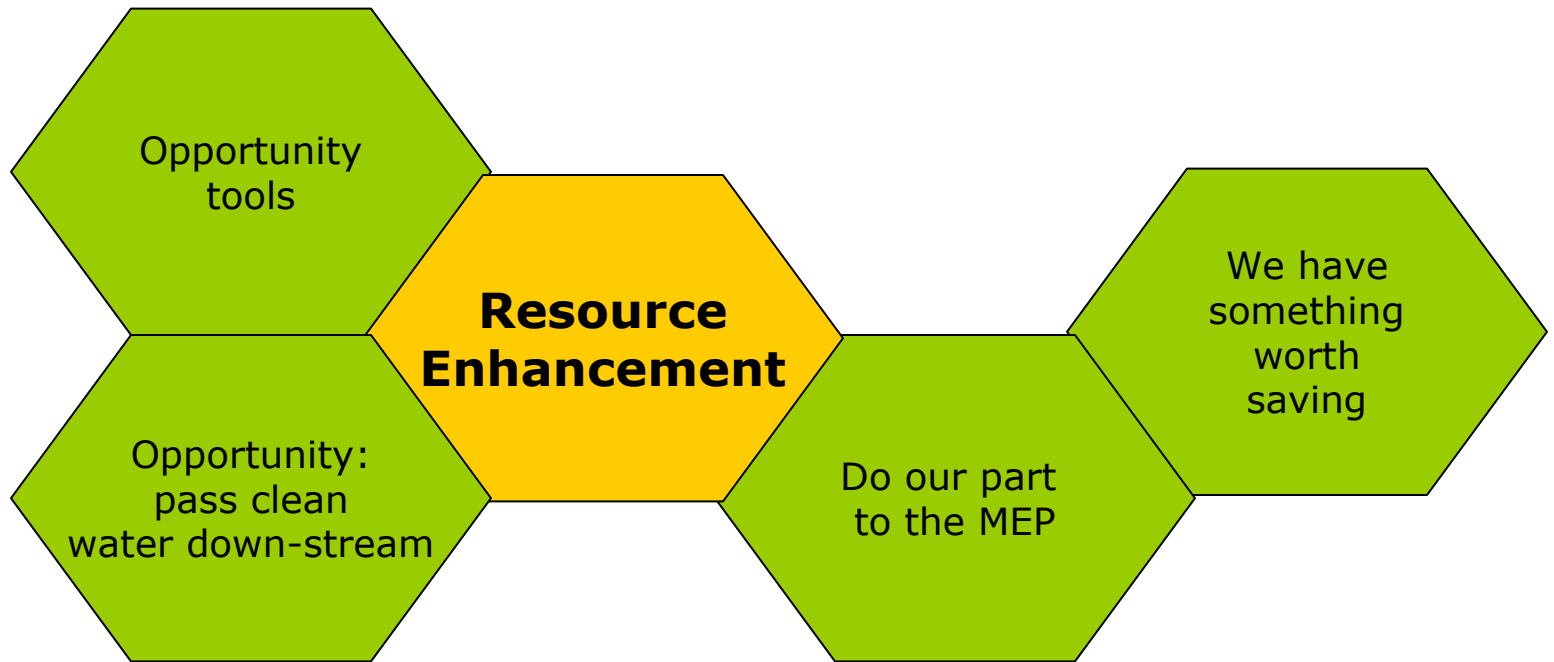 Opportunity
tools
Opportunity:
pass clean
water down-stream
Resource
Enhancement
Do our part
to the MEP
We have
something
worth
saving